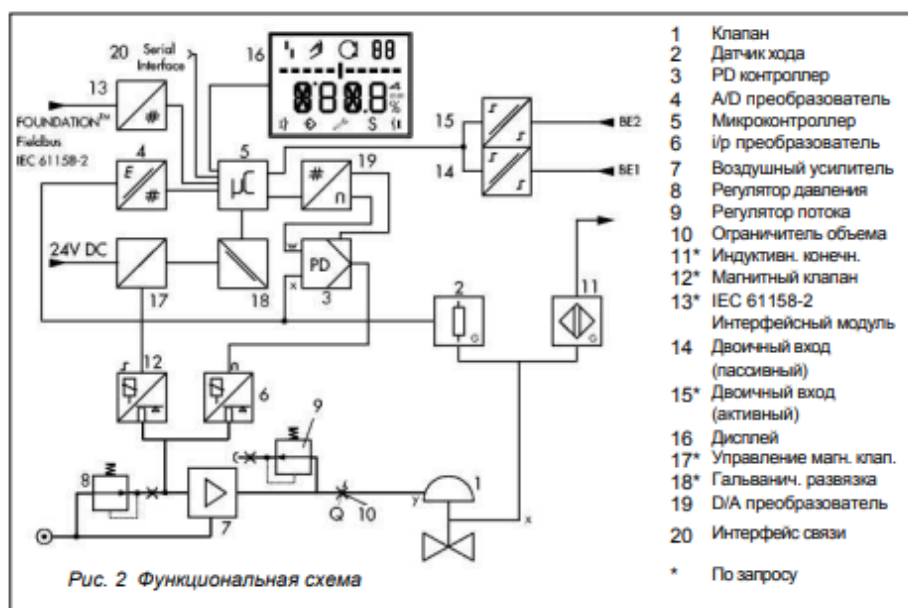 20 Serial
Interface
16
13
FOUNDATION™
Fieldbus
IEC 61158-2
#
4
E
#
5
µC
19
#
n
15
BE2
14
BE1
24V DC
17
18
w
PD
x
3
2
G
11
G
12
6
n
9
8
7
Q
10
y
1
x
S
%
Рис. 2 Функциональная схема
1 Клапан
2 Датчик хода
3 PD контроллер
4 A/D преобразователь
5 Микроконтроллер
6 i/p преобразователь
7 Воздушный усилитель
8 Регулятор давления
9 Регулятор потока
10 Ограничитель объема
11* Индуктивн. конечн.
12* Магнитный клапан
13* IEC 61158-2
Интерфейсный модуль
14 Двоичный вход
(пассивный)
15* Двоичный вход
(активный)
16 Дисплей
17* Управление магн. клап.
18* Гальванич. развязка
19 D/A преобразователь
20 Интерфейс связи
* По запросу